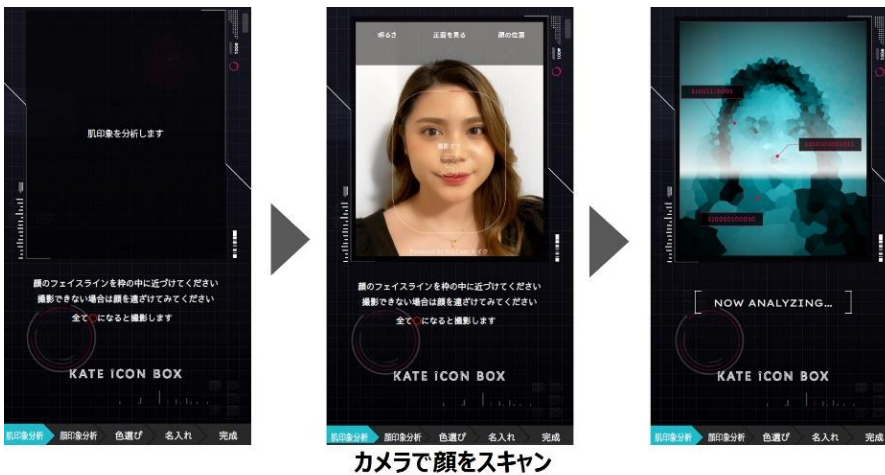 肌印象を分析します
顔のフェイスラインを枠の中に近づけてください
撮影できない場合は顔を遠ざけてみてください
全て○になると撮影します
KATE iCON BOX
肌印象分析 顔印象分析 色選び 名入れ 完成
明るさ 正面を見る 顔の位置
顔のフェイスラインを枠の中に近づけてください
撮影できない場合は顔を遠ざけてみてください
全て○になると撮影します
KATE iCON BOX
肌印象分析 顔印象分析 色選び 名入れ 完成
NOW ANALYZING...
KATE iCON BOX
肌印象分析 顔印象分析 色選び 名入れ 完成
カメラで顔をスキャン